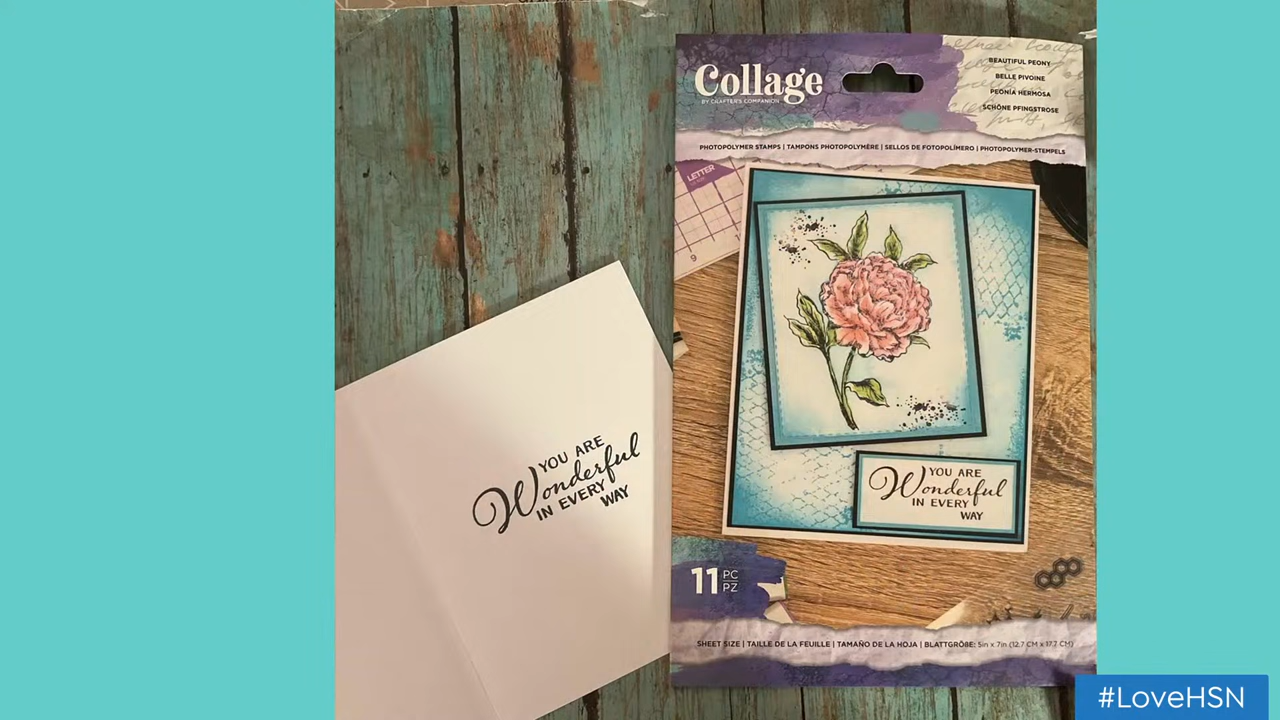 Collage
BY CRAFTER'S COMPANION
BEAUTIFUL PEONY
BELLE PIVOINE
PEONÍA HERMOSA
SCHÖNE PFINGSTROSE
PHOTOPOLYMER STAMPS | TAMPONS PHOTOPOLYMÈRE | SELLOS DE FOTOPOLÍMERO | PHOTOPOLYMER-STEMPELS
LETTER
9
YOU ARE
Wonderful
IN EVERY
WAY
YOU ARE
Wonderful
IN EVERY
WAY
11 PC
PZ
SHEET SIZE | TAILLE DE LA FEUILLE | TAMAÑO DE LA HOJA | BLATTGRÖßE: 5in x 7in (12.7 CM x 17.7 CM)
#LoveHSN